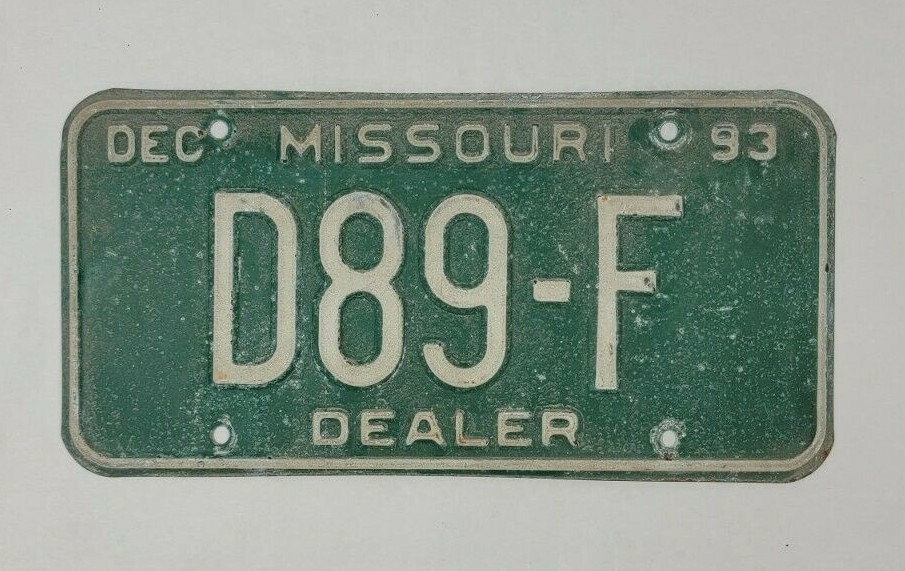 DEC MISSOURI 93
D89-F
DEALER